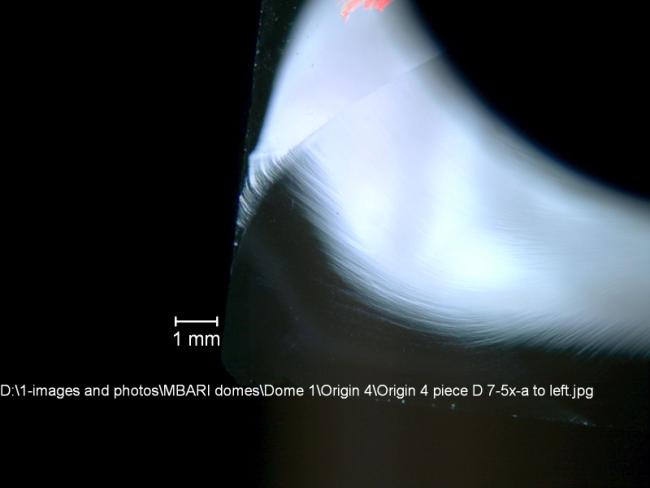 1 mm
D:\1-images and photos\MBARI domes\Dome 1\Origin 4\Origin 4 piece D 7-5x-a to left.jpg